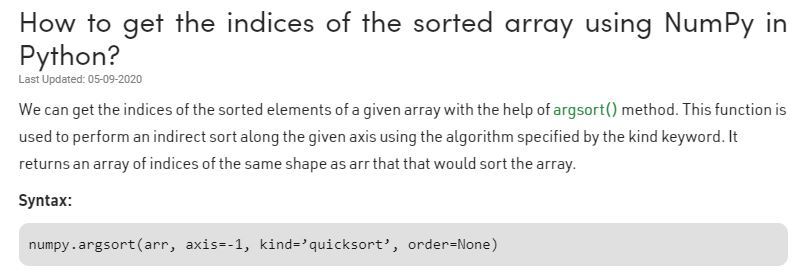 How to get the indices of the sorted array using NumPy in
Python?
Last Updated: 05-09-2020
We can get the indices of the sorted elements of a given array with the help of argsort() method. This function is
used to perform an indirect sort along the given axis using the algorithm specified by the kind keyword. It
returns an array of indices of the same shape as arr that that would sort the array.
Syntax:
numpy.argsort(arr, axis=-1, kind=’quicksort’, order=None)